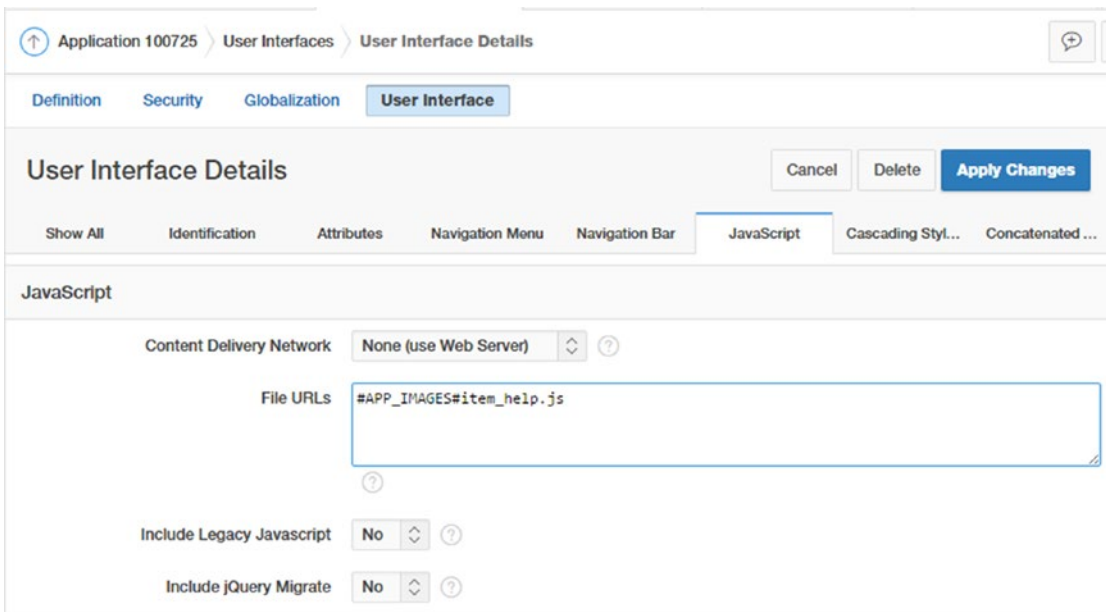 Application 100725 User Interfaces User Interface Details
Definition Security Globalization User Interface
User Interface Details Cancel Delete Apply Changes
Show All Identification Attributes Navigation Menu Navigation Bar JavaScript Cascading Styl... Concatenated ...
JavaScript
Content Delivery Network None (use Web Server) ?
File URLs #APP_IMAGES#item_help.js
?
Include Legacy Javascript No ?
Include jQuery Migrate No ?